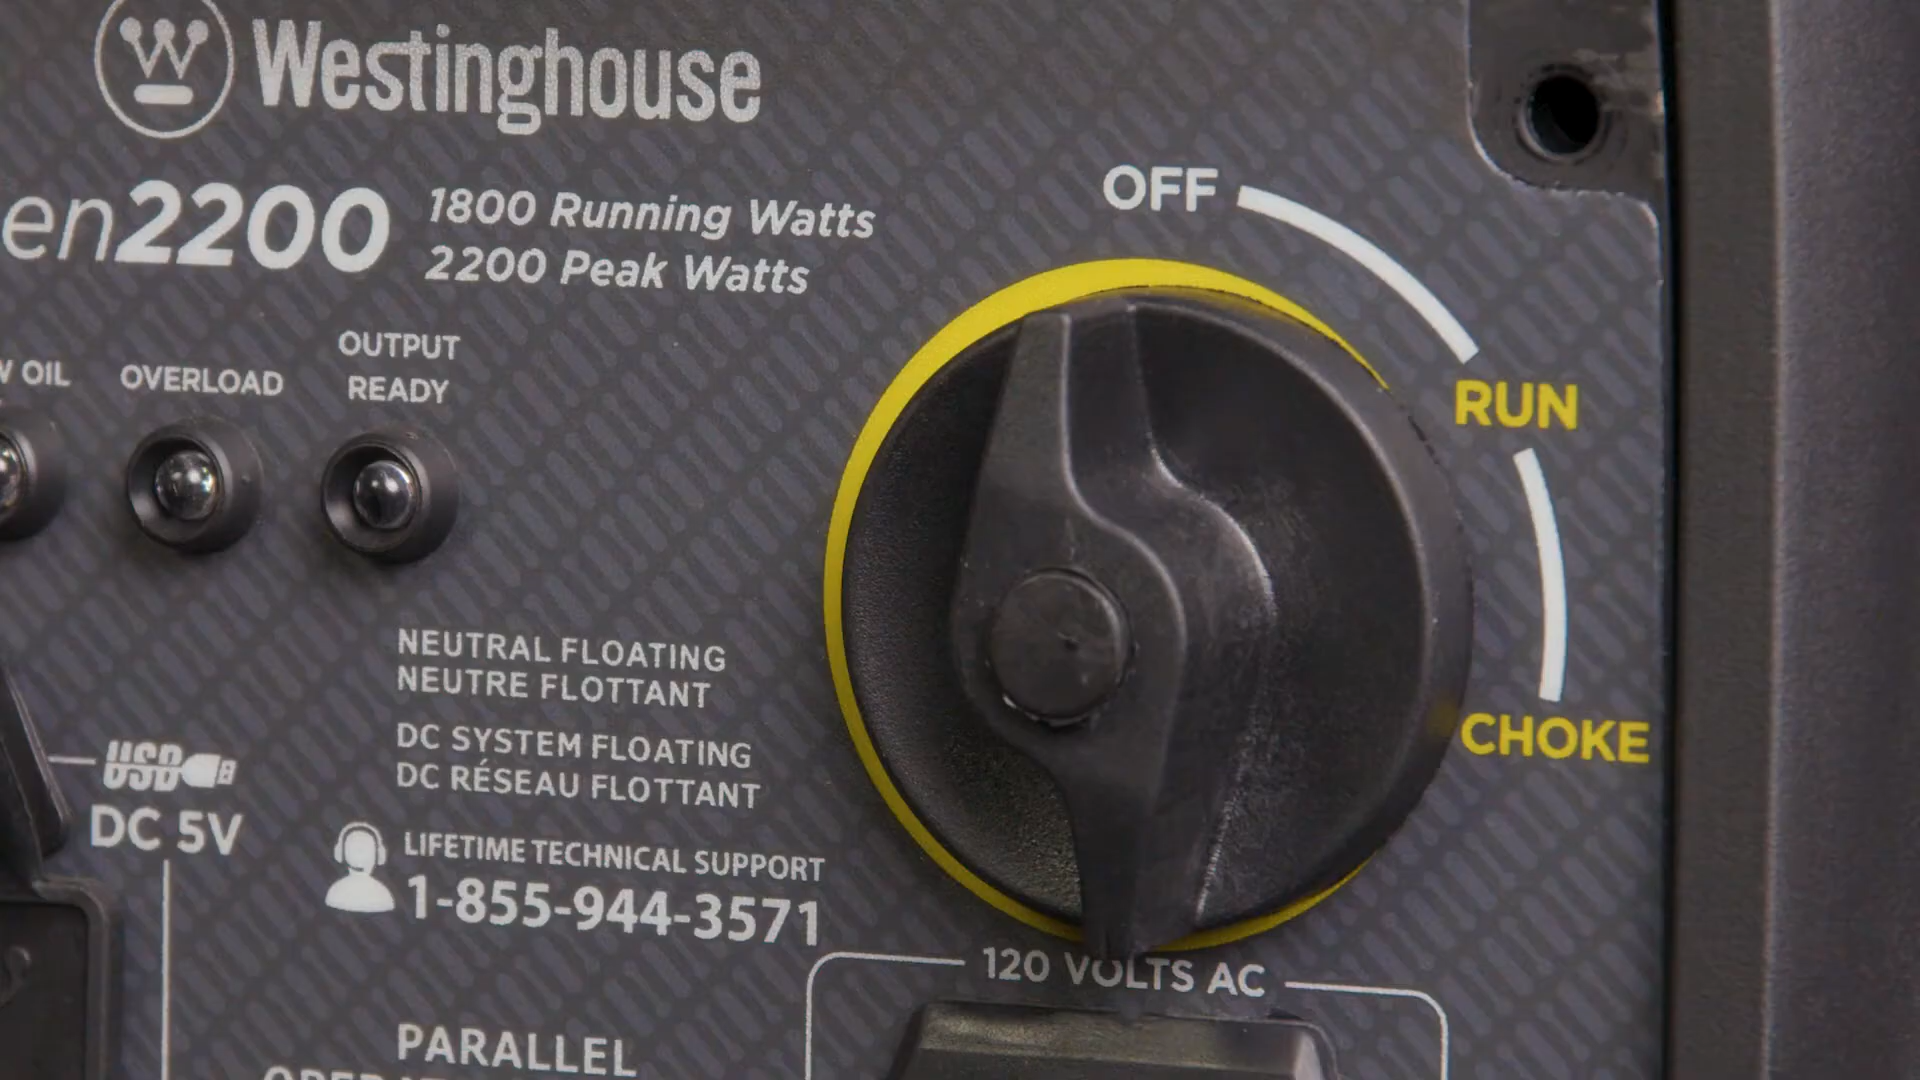 Westinghouse
en2200
1800 Running Watts
2200 Peak Watts
OFF
RUN
CHOKE
OIL
OVERLOAD
OUTPUT
READY
NEUTRAL FLOATING
NEUTRE FLOTTANT
DC SYSTEM FLOATING
DC RÉSEAU FLOTTANT
USB
DC 5V
LIFETIME TECHNICAL SUPPORT
1-855-944-3571
120 VOLTS AC
PARALLEL